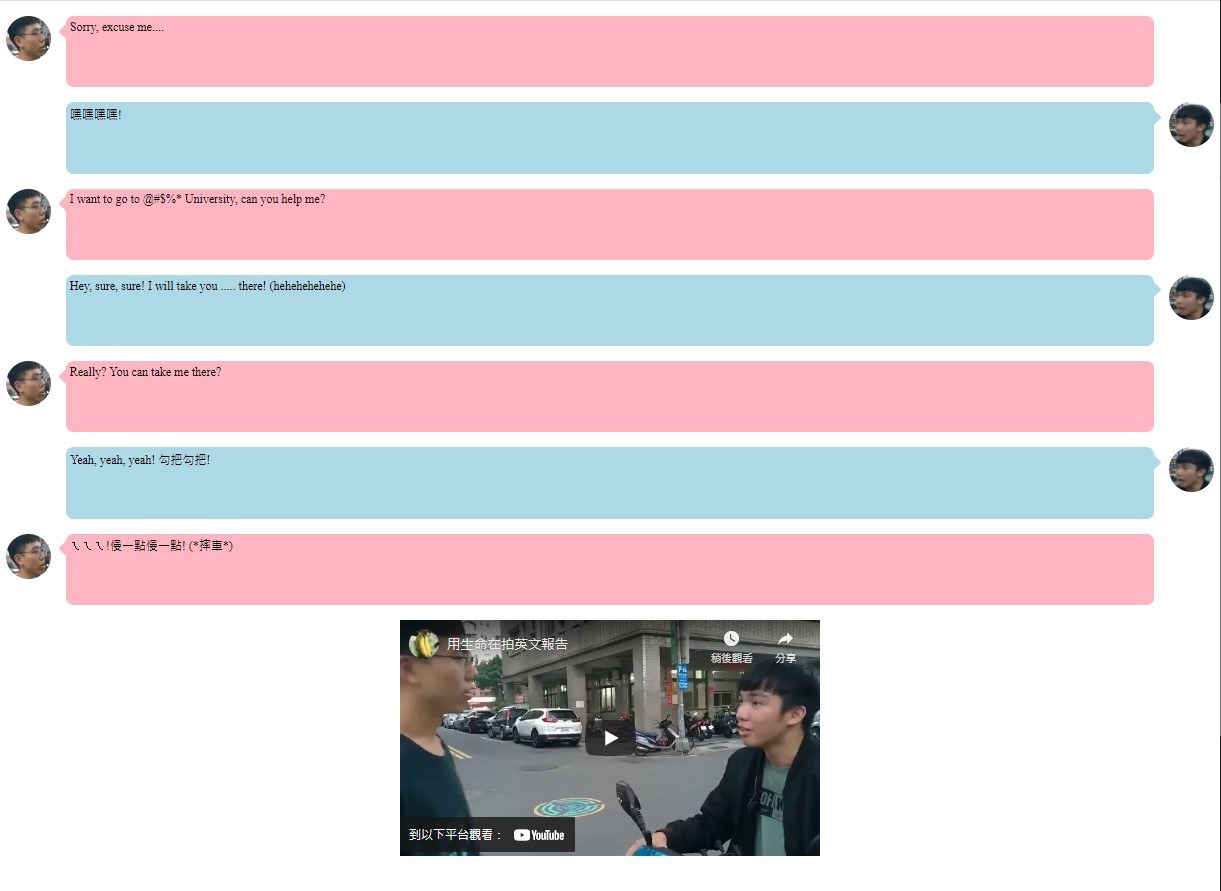 Sorry, excuse me....
嘿嘿嘿嘿!
I want to go to @#$%* University, can you help me?
Hey, sure, sure! I will take you ..... there! (hehehehehehe)
Really? You can take me there?
Yeah, yeah, yeah! 勾把勾把!
ㄟㄟㄟ!慢一點慢一點! (*摔車*)
用生命在拍英文報告
稍後觀看
分享
到以下平台觀看：
YouTube